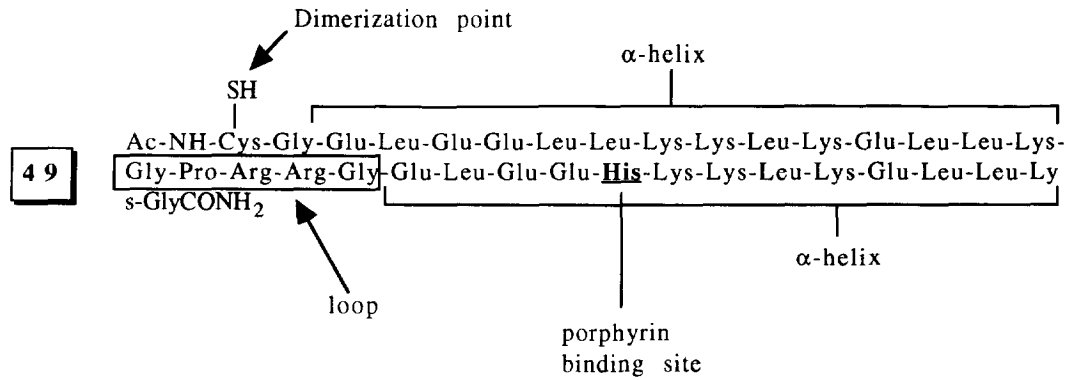 Dimerization point
α-helix
SH
Ac-NH-Cys-Gly-Glu-Leu-Glu-Glu-Leu-Leu-Lys-Lys-Leu-Lys-Glu-Leu-Leu-Lys-
49
Gly-Pro-Arg-Arg-Gly-Glu-Leu-Glu-Glu-His-Lys-Lys-Leu-Lys-Glu-Leu-Leu-Ly
s-GlyCONH2
α-helix
loop
porphyrin
binding site